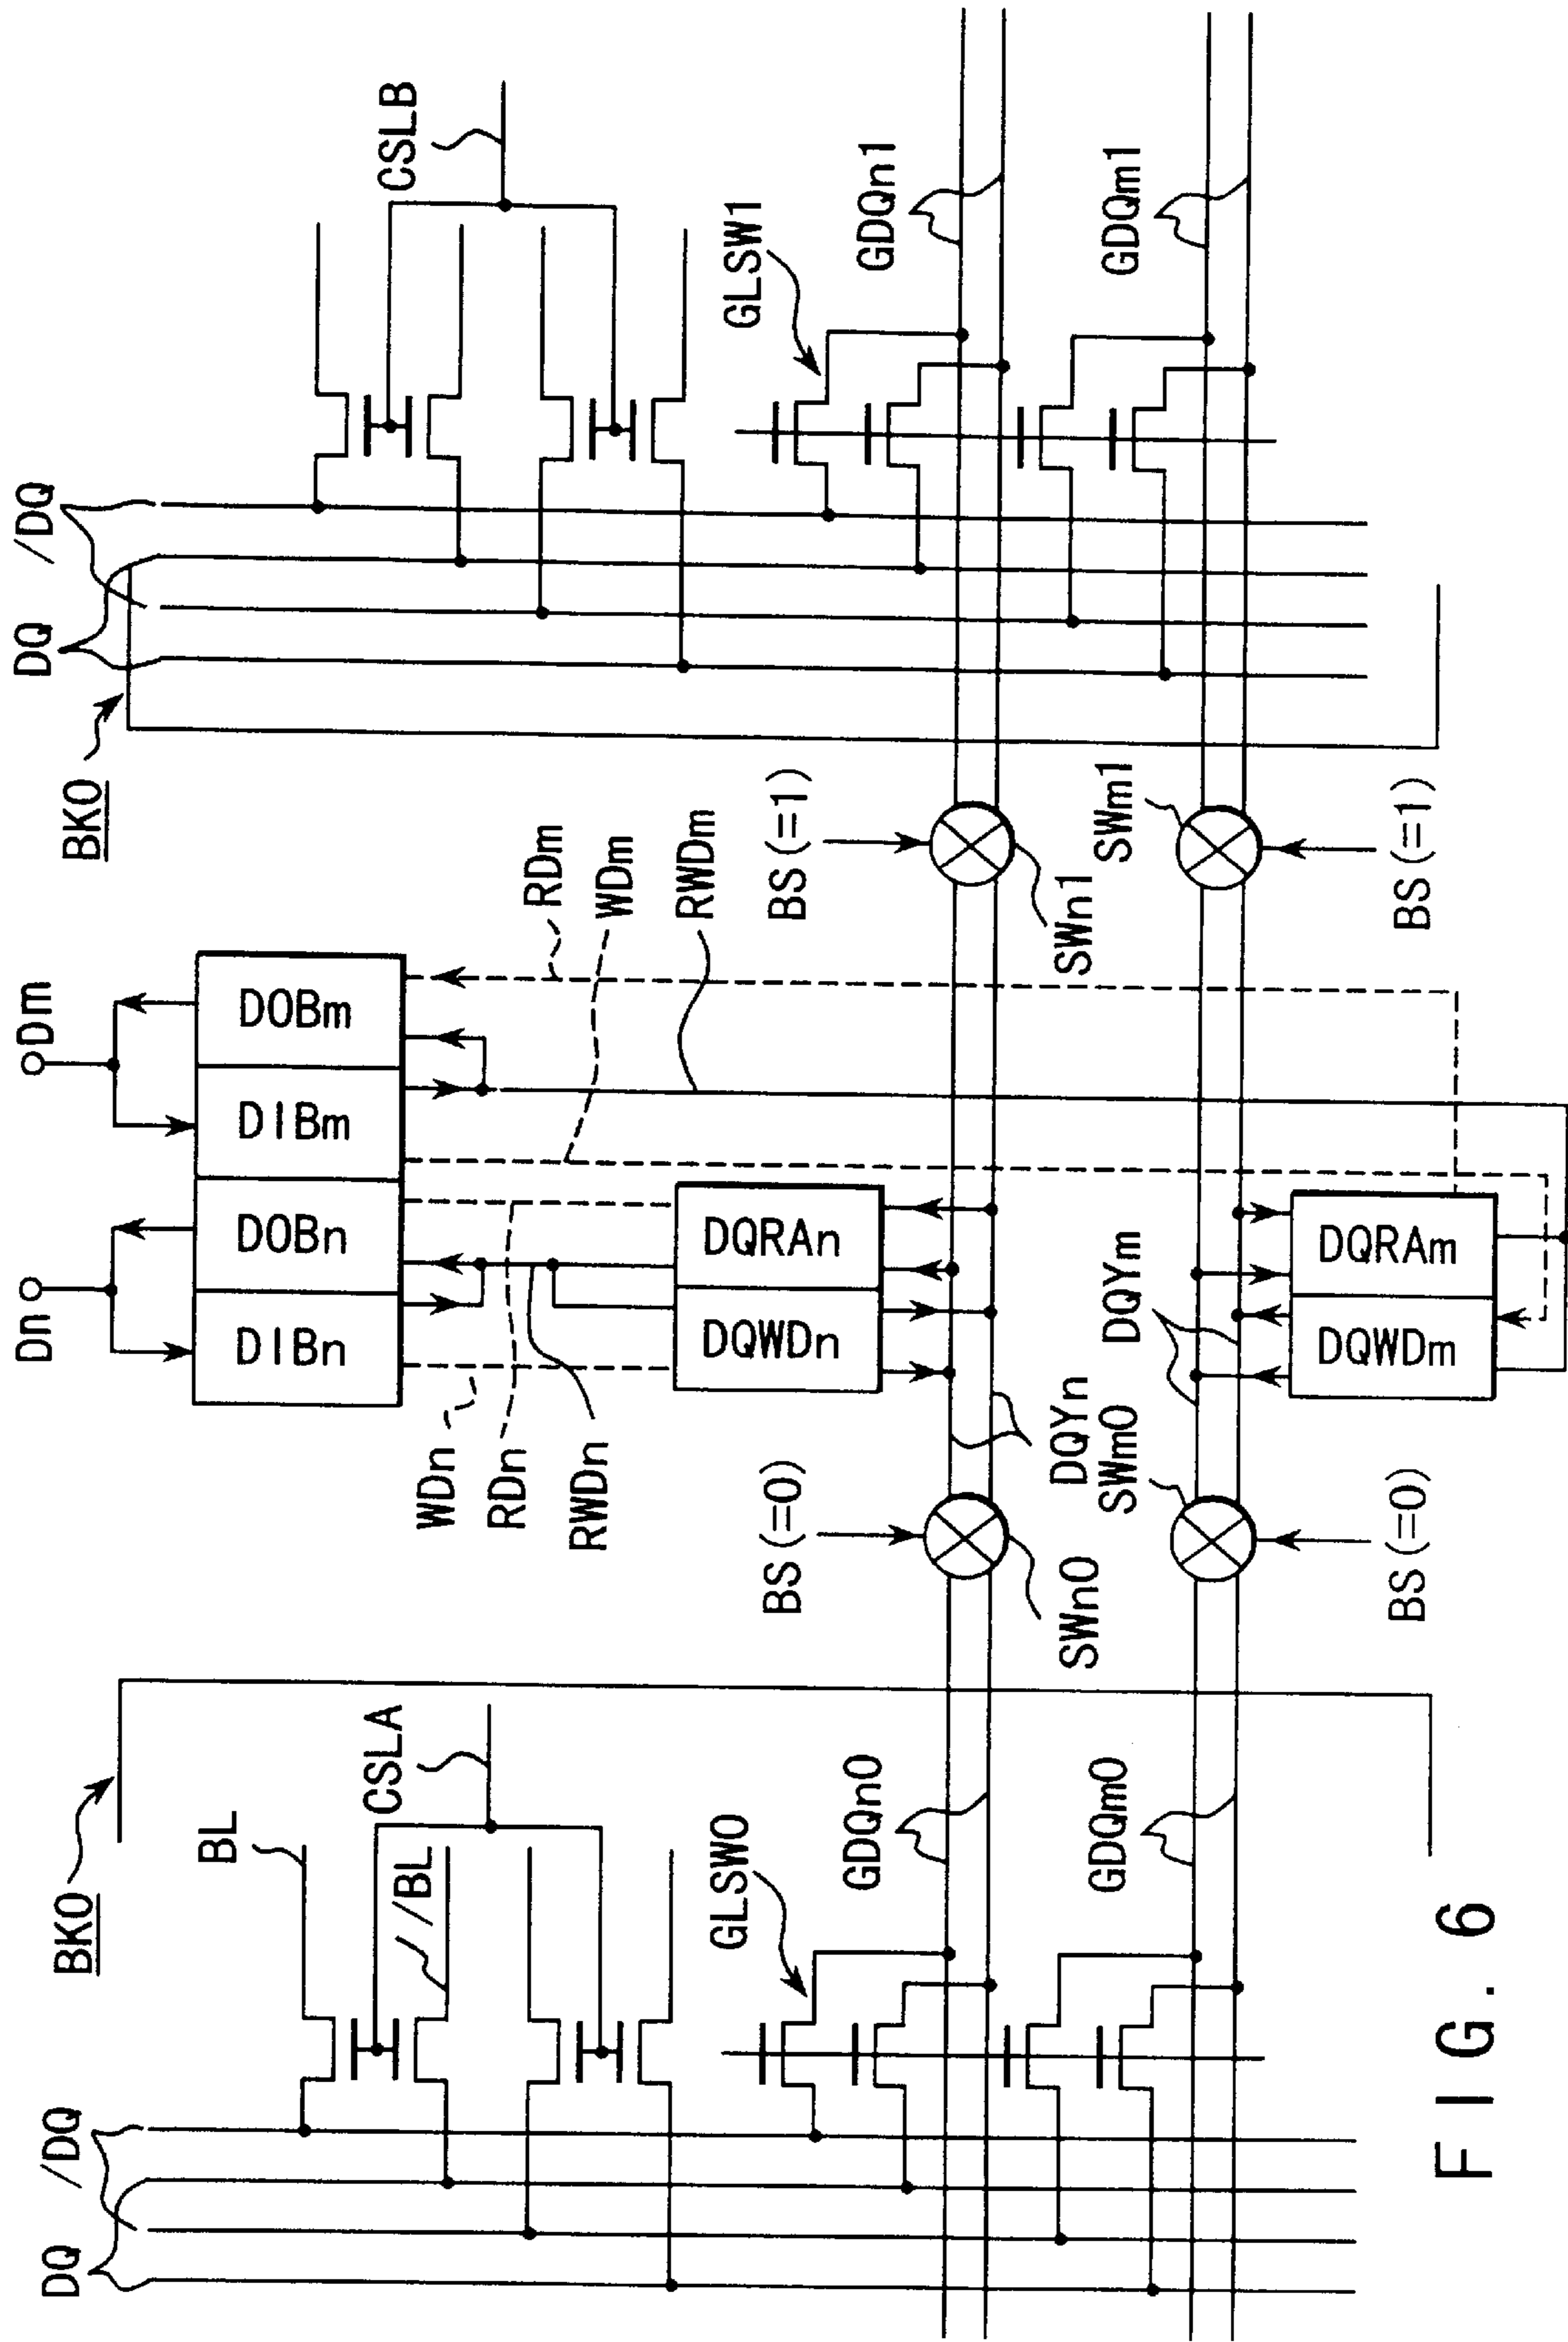 DQ
/DQ
BK0
BL
/BL
CSLA
GLSW0
GDQn0
GDQm0
Dn
Dm
DIBn
DOBn
DIBm
DOBm
WDn
RDn
RWDn
RDm
WDm
RWDm
DQWDn
DQRAn
BS (=0)
SWn0
DQYn
SWm0
BS (=0)
DQYm
DQWDm
DQRAm
BS (=1)
SWn1
SWm1
BS (=1)
BK0
DQ
/DQ
CSLB
GLSW1
GDQn1
GDQm1
FIG. 6